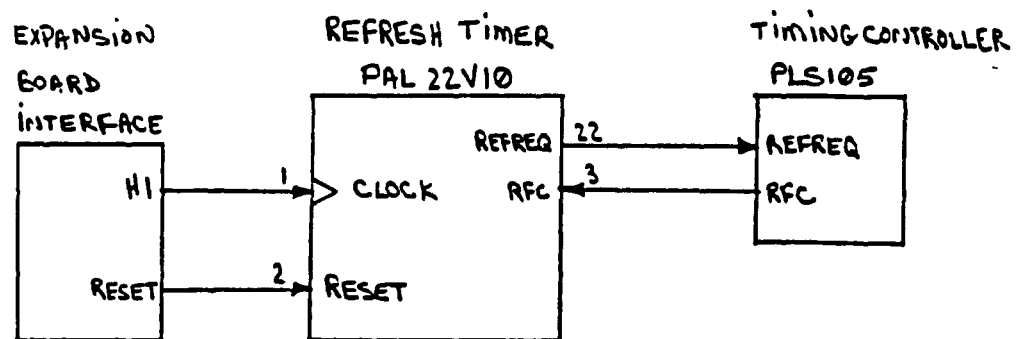 EXPANSION
BOARD
INTERFACE
H1
RESET
REFRESH TIMER
PAL 22V10
REFREQ
CLOCK
RFC
RESET
1
2
22
3
TIMING CONTROLLER
PLS105
REFREQ
RFC